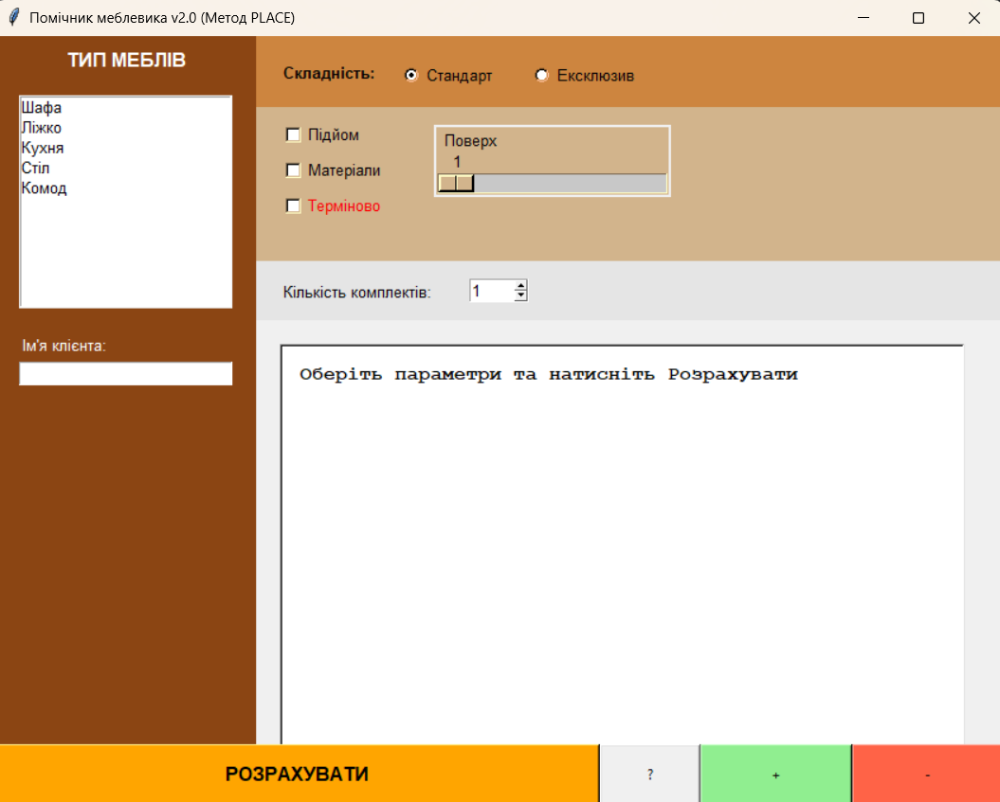 Помічник меблевика v2.0 (Метод PLACE)
ТИП МЕБЛІВ
Шафа
Ліжко
Кухня
Стіл
Комод
Ім'я клієнта:
Складність: Стандарт Ексклюзив
Підйом
Матеріали
Терміново
Поверх
1
Кількість комплектів: 1
Оберіть параметри та натисніть Розрахувати
РОЗРАХУВАТИ ? + -